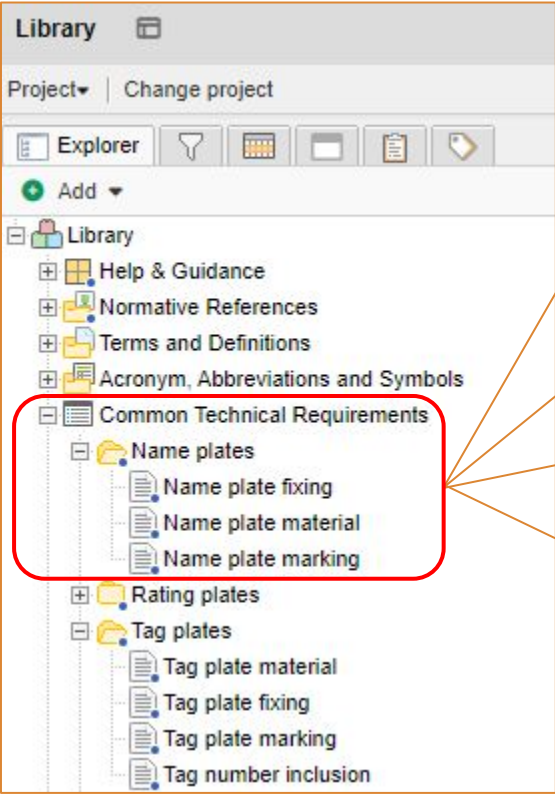 Library
Project Change project
Explorer
Add
Library
Help & Guidance
Normative References
Terms and Definitions
Acronym, Abbreviations and Symbols
Common Technical Requirements
Name plates
Name plate fixing
Name plate material
Name plate marking
Rating plates
Tag plates
Tag plate material
Tag plate fixing
Tag plate marking
Tag number inclusion